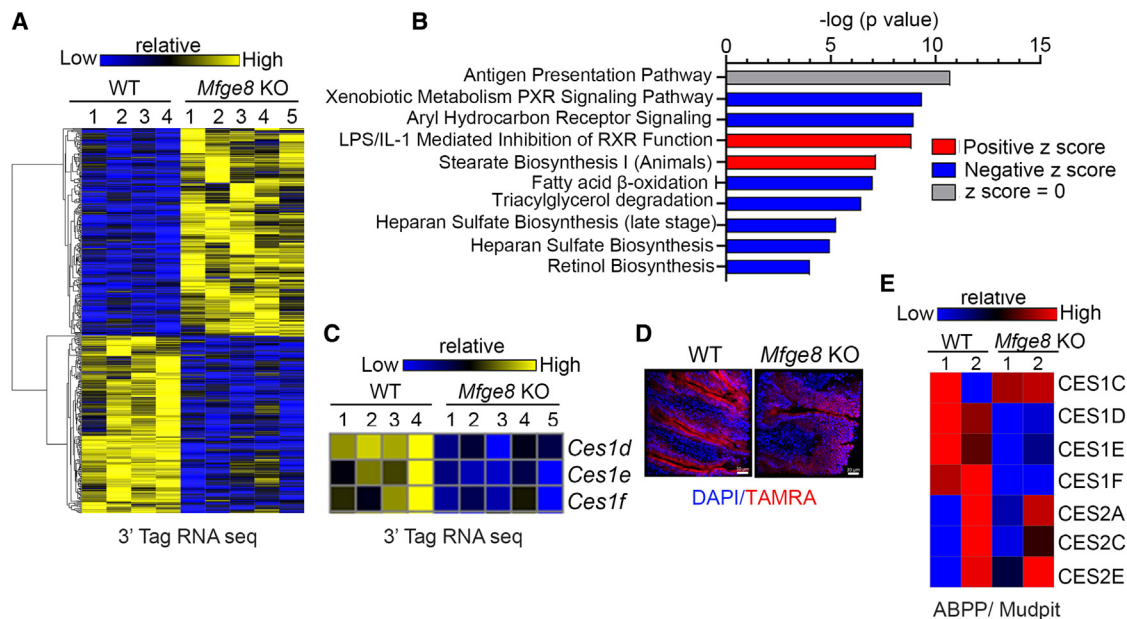 A
relative
Low High
WT Mfge8 KO
1 2 3 4 1 2 3 4 5
3’ Tag RNA seq
B
-log (p value)
0 5 10 15
Antigen Presentation Pathway
Xenobiotic Metabolism PXR Signaling Pathway
Aryl Hydrocarbon Receptor Signaling
LPS/IL-1 Mediated Inhibition of RXR Function
Stearate Biosynthesis I (Animals)
Fatty acid β-oxidation I
Triacylglycerol degradation
Heparan Sulfate Biosynthesis (late stage)
Heparan Sulfate Biosynthesis
Retinol Biosynthesis
Positive z score
Negative z score
z score = 0
C
relative
Low High
WT Mfge8 KO
1 2 3 4 1 2 3 4 5
Ces1d
Ces1e
Ces1f
3’ Tag RNA seq
D
WT Mfge8 KO
DAPI/TAMRA
E
relative
Low High
WT Mfge8 KO
1 2 1 2
CES1C
CES1D
CES1E
CES1F
CES2A
CES2C
CES2E
ABPP/ Mudpit